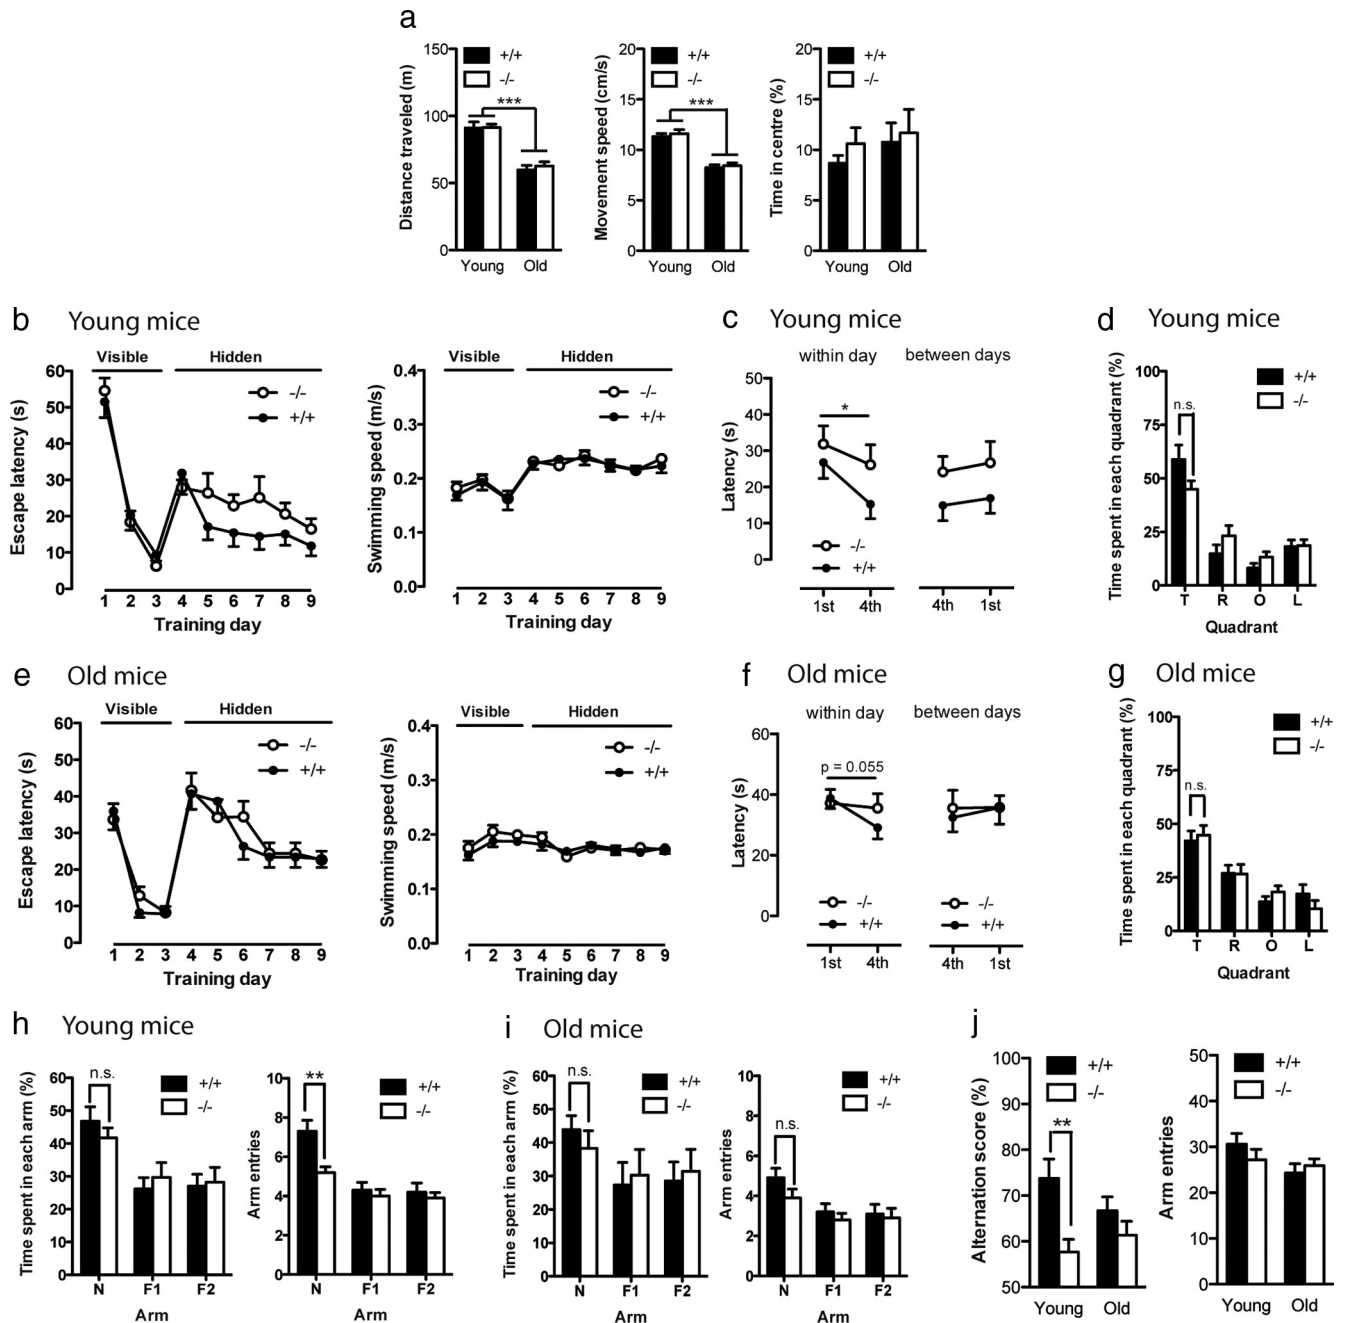 a
Distance traveled (m)
150
100
50
0
+/+
-/-
***
Young Old
Movement speed (cm/s)
20
15
10
5
0
+/+
-/-
***
Young Old
Time in centre (%)
20
15
10
5
0
+/+
-/-
Young Old
b Young mice
Visible Hidden
Escape latency (s)
60
50
40
30
20
10
0
-/-
+/+
1 2 3 4 5 6 7 8 9
Training day
Visible Hidden
Swimming speed (m/s)
0.4
0.3
0.2
0.1
0.0
-/-
+/+
1 2 3 4 5 6 7 8 9
Training day
c Young mice
within day between days
Latency (s)
50
40
30
20
10
0
*
-/-
+/+
1st 4th 4th 1st
d Young mice
Time spent in each quadrant (%)
100
75
50
25
0
+/+
-/-
n.s.
T R O L
Quadrant
e Old mice
Visible Hidden
Escape latency (s)
60
50
40
30
20
10
0
-/-
+/+
1 2 3 4 5 6 7 8 9
Training day
Visible Hidden
Swimming speed (m/s)
0.4
0.3
0.2
0.1
0.0
-/-
+/+
1 2 3 4 5 6 7 8 9
Training day
f Old mice
within day between days
Latency (s)
60
40
20
0
p = 0.055
-/- -/-
+/+ +/+
1st 4th 4th 1st
g Old mice
Time spent in each quadrant (%)
100
75
50
25
0
+/+
-/-
n.s.
T R O L
Quadrant
h Young mice
Time spent in each arm (%)
60
50
40
30
20
10
0
n.s.
+/+
-/-
N F1 F2
Arm
Arm entries
10
8
6
4
2
0
**
+/+
-/-
N F1 F2
Arm
i Old mice
Time spent in each arm (%)
60
50
40
30
20
10
0
n.s.
+/+
-/-
N F1 F2
Arm
Arm entries
10
8
6
4
2
0
n.s.
+/+
-/-
N F1 F2
Arm
j
Alternation score (%)
100
90
80
70
60
50
+/+
-/-
**
Young Old
Arm entries
50
40
30
20
10
0
+/+
-/-
Young Old